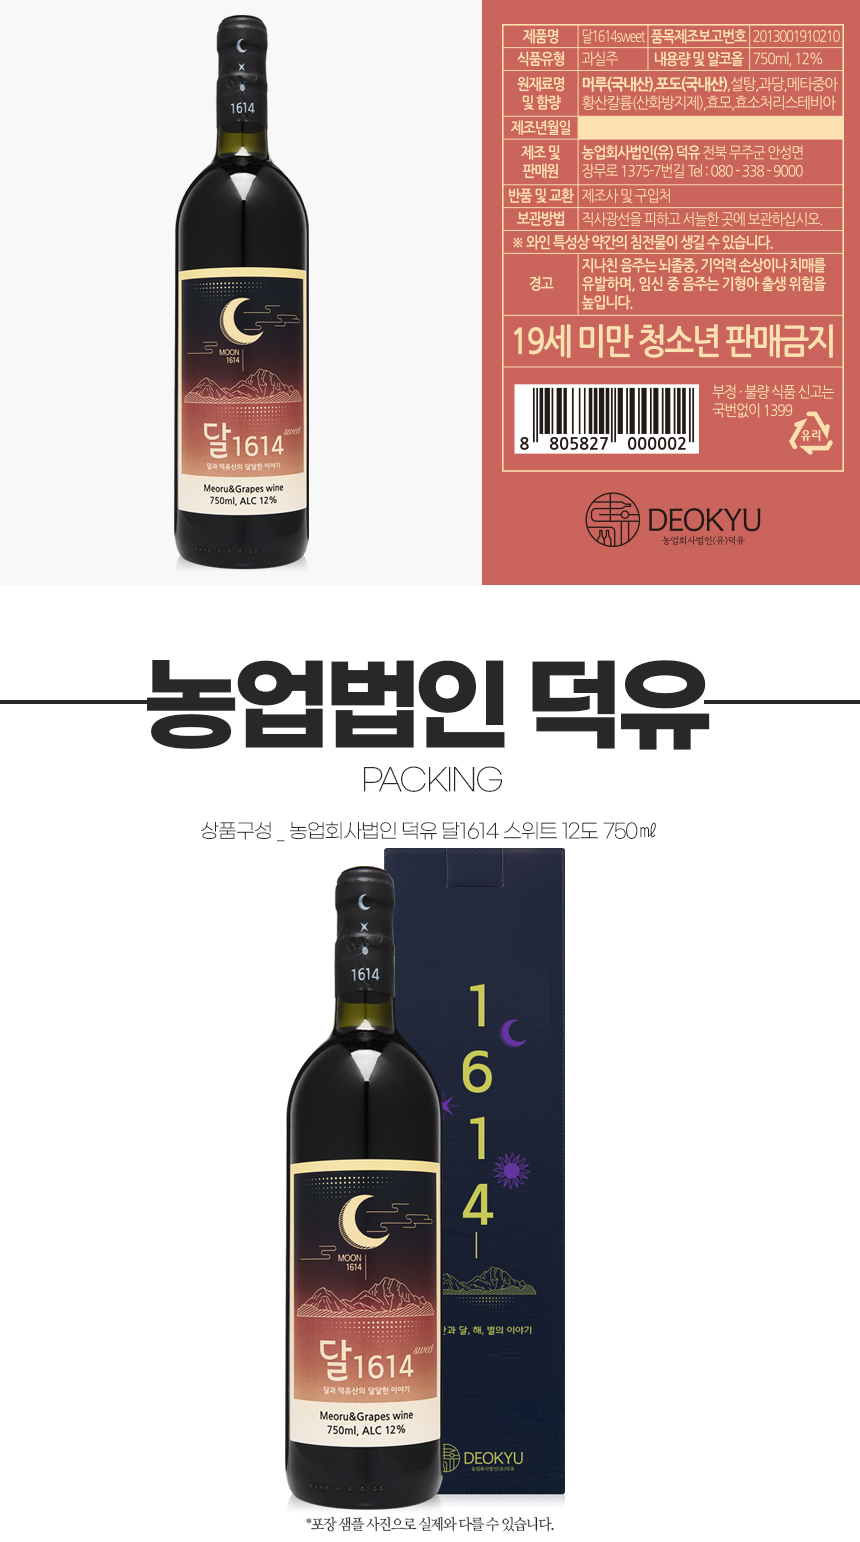 1614
MOON
1614
달1614 sweet
달과 덕유산의 달달한 이야기
Meoru&Grapes wine
750ml, ALC 12%
제품명 달1614sweet 품목제조보고번호 2013001910210
식품유형 과실주 내용량 및 알코올 750ml, 12%
원재료명 및 함량 머루(국내산),포도(국내산),설탕,과당,메타중아
황산칼륨(산화방지제),효모,효소처리스테비아
제조년월일
제조 및 판매원 농업회사법인(유) 덕유 전북 무주군 안성면
장무로 1375-7번길 Tel : 080 - 338 - 9000
반품 및 교환 제조사 및 구입처
보관방법 직사광선을 피하고 서늘한 곳에 보관하십시오.
※ 와인 특성상 약간의 침전물이 생길 수 있습니다.
경고 지나친 음주는 뇌졸중, 기억력 손상이나 치매를
유발하며, 임신 중 음주는 기형아 출생 위험을
높입니다.
19세 미만 청소년 판매금지
부정 · 불량 식품 신고는
국번없이 1399
유리
8 805827 000002
DEOKYU
농업회사법인(유)덕유
농업법인 덕유
PACKING
상품구성 _ 농업회사법인 덕유 달1614 스위트 12도 750㎖
1614
MOON
1614
달1614 sweet
달과 덕유산의 달달한 이야기
Meoru&Grapes wine
750ml, ALC 12%
1
6
1
4
과 달, 해, 별의 이야기
DEOKYU
농업회사법인(유)덕유
*포장 샘플 사진으로 실제와 다를 수 있습니다.